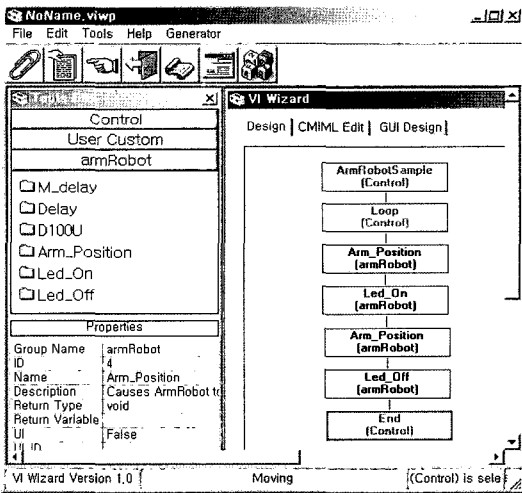 NoName.viwp
File Edit Tools Help Generator
VI Wizard
Control
User Custom
armRobot
M_delay
Delay
D100U
Arm_Position
Led_On
Led_Off
Properties
Group Name armRobot
ID 4
Name Arm_Position
Description Causes ArmRobot to
Return Type void
Return Variable
UI False
Design CMIML Edit GUI Design
ArmRobotSample
(Control)
Loop
(Control)
Arm_Position
(armRobot)
Led_On
(armRobot)
Arm_Position
(armRobot)
Led_Off
(armRobot)
End
(Control)
VI Wizard Version 1,0 Moving (Control) is sele